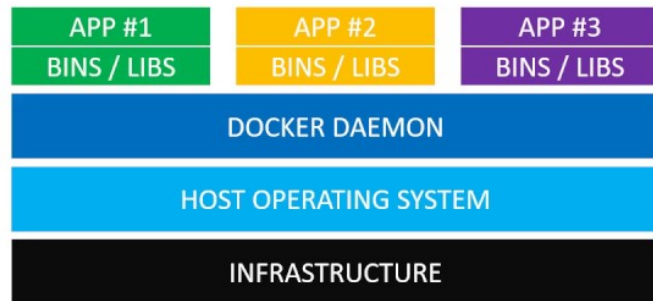 APP #1 APP #2 APP #3
BINS / LIBS BINS / LIBS BINS / LIBS
DOCKER DAEMON
HOST OPERATING SYSTEM
INFRASTRUCTURE